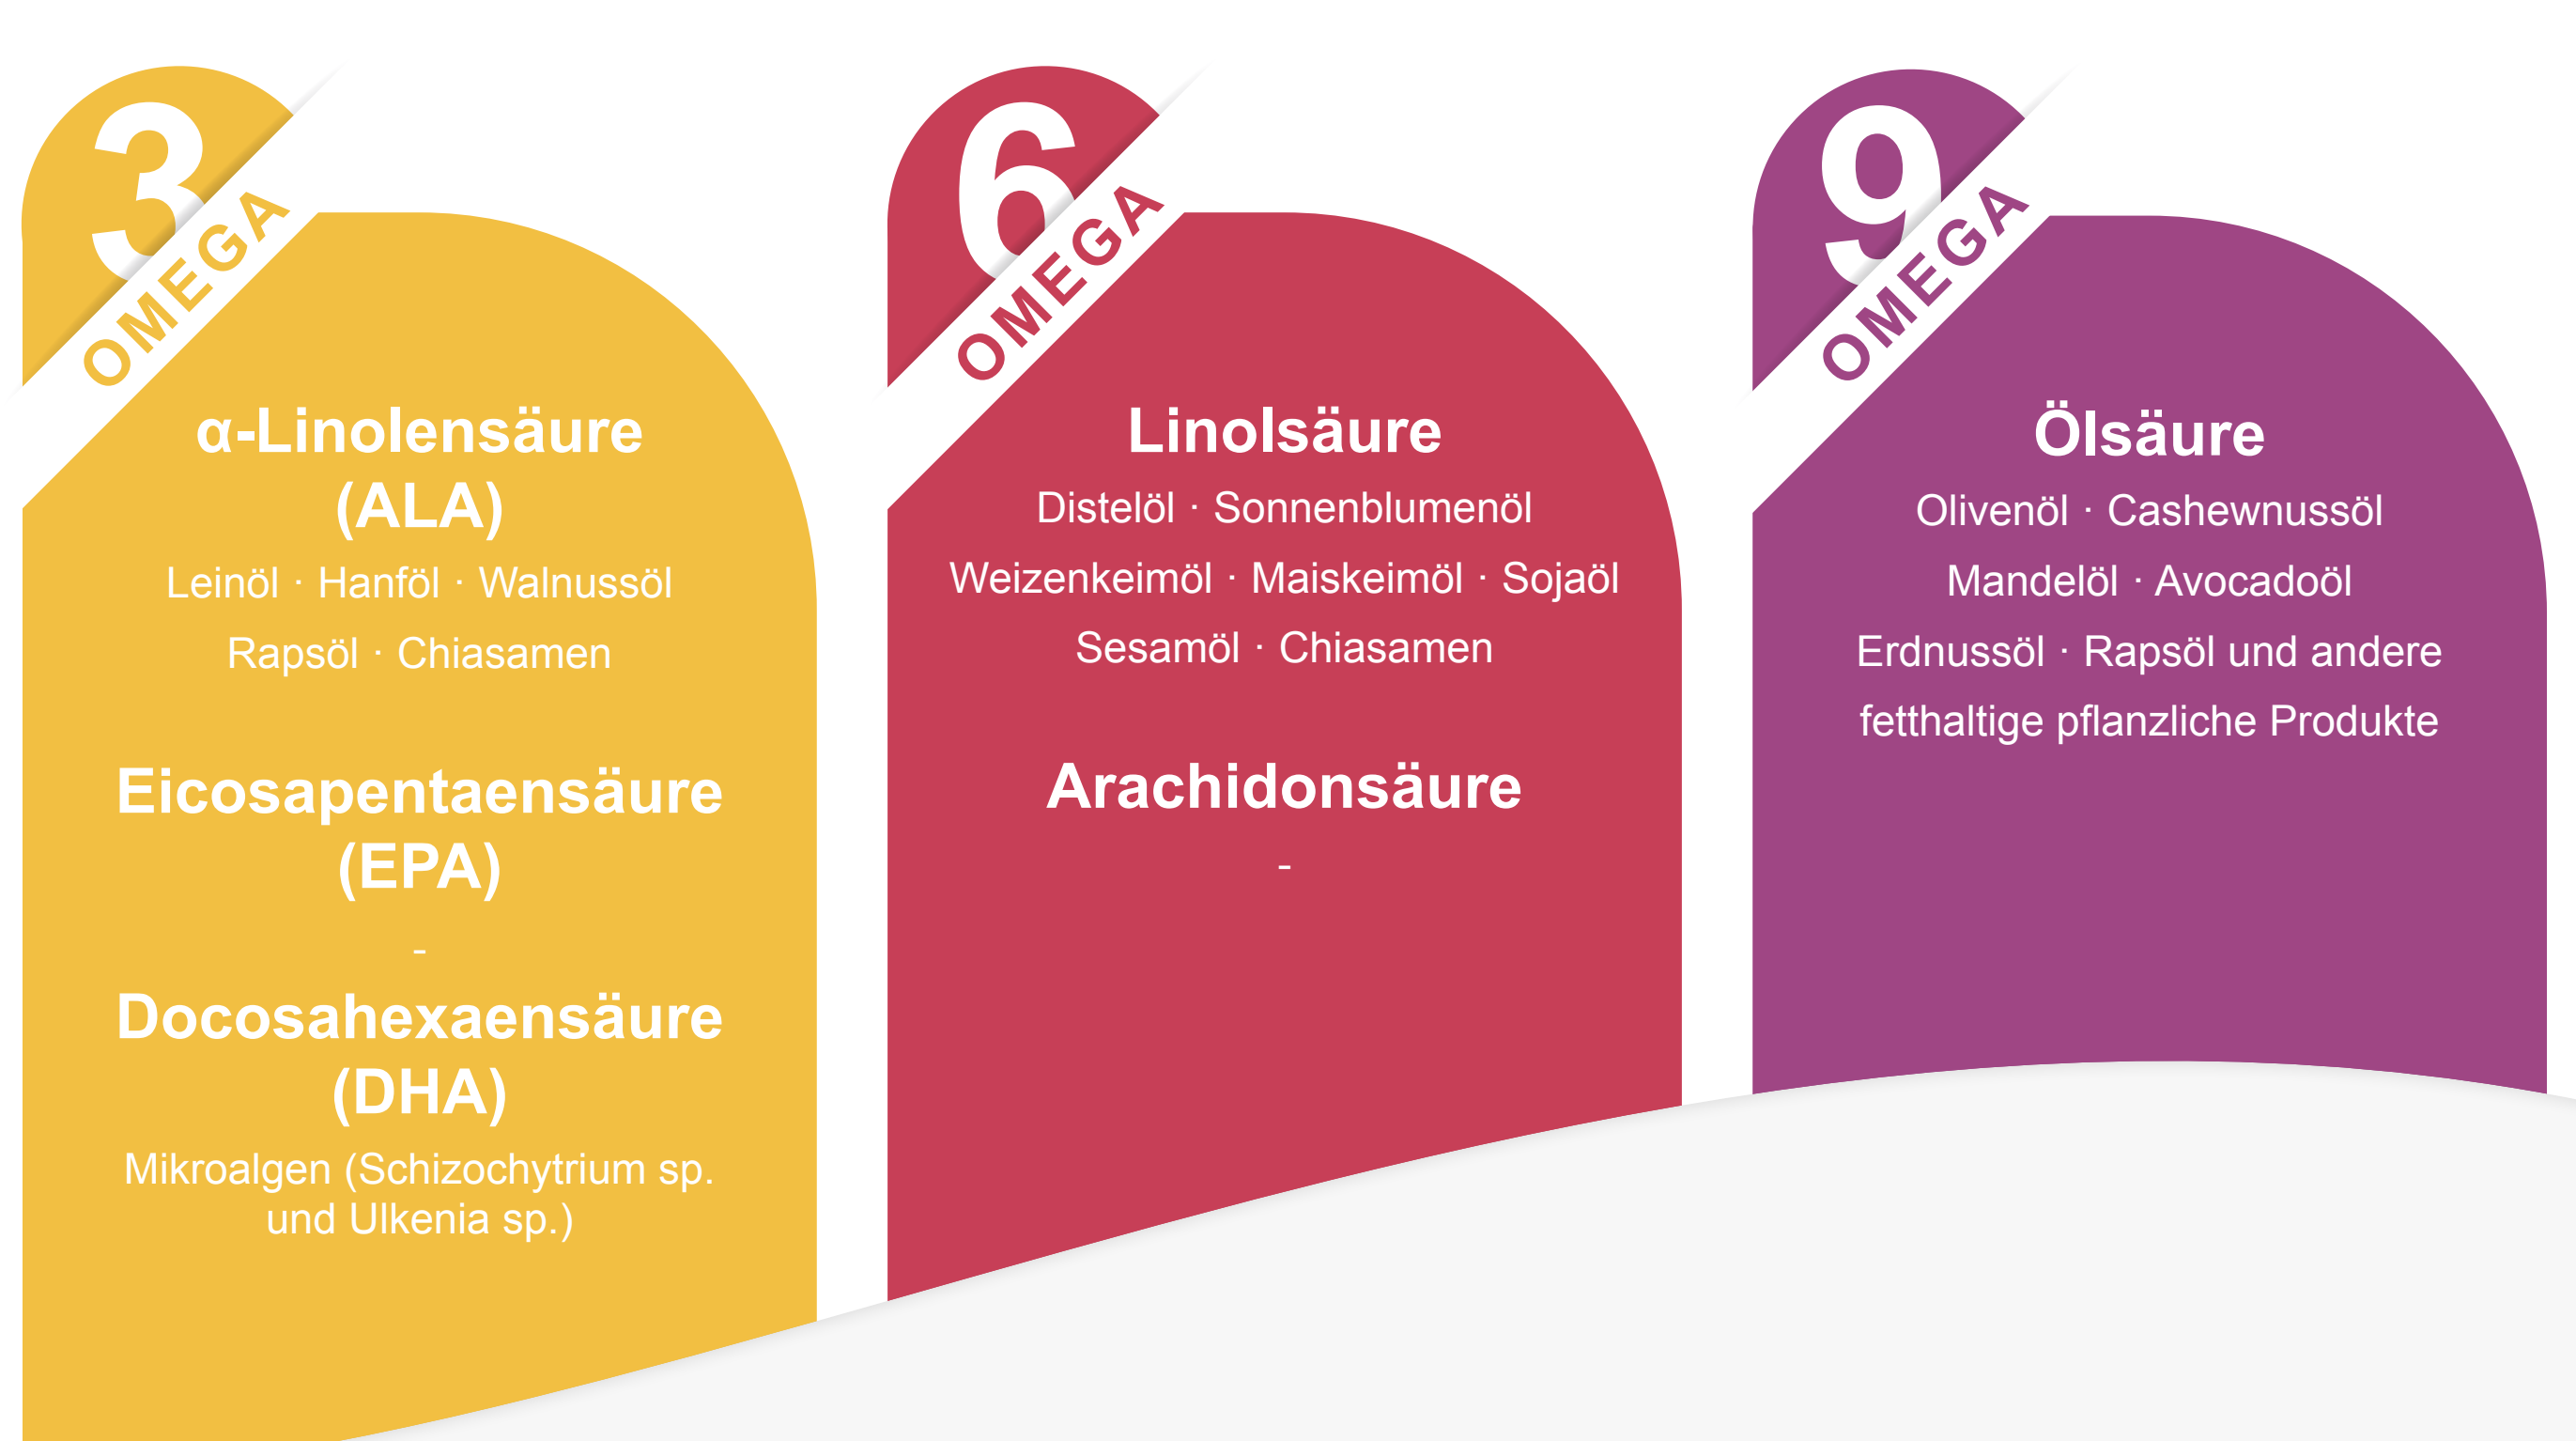 3
OMEGA
α-Linolensäure
(ALA)
Leinöl · Hanföl · Walnussöl
Rapsöl · Chiasamen
Eicosapentaensäure
(EPA)
-
Docosahexaensäure
(DHA)
Mikroalgen (Schizochytrium sp.
und Ulkenia sp.)
6
OMEGA
Linolsäure
Distelöl · Sonnenblumenöl
Weizenkeimöl · Maiskeimöl · Sojaöl
Sesamöl · Chiasamen
Arachidonsäure
-
9
OMEGA
Ölsäure
Olivenöl · Cashewnussöl
Mandelöl · Avocadoöl
Erdnussöl · Rapsöl und andere
fetthaltige pflanzliche Produkte